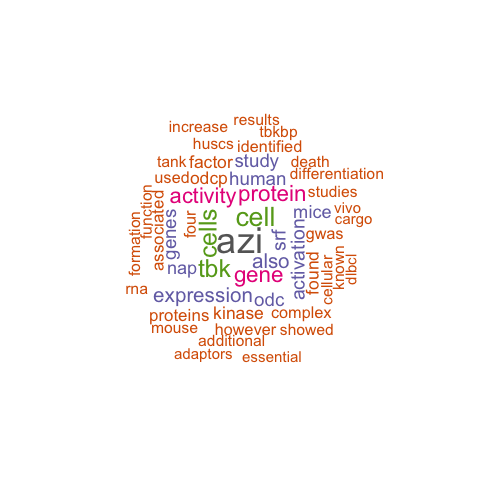 results
increase
tbkbp
huscs identified
tank factor study death
usedodcp human differentiation
activity protein studies
function
formation
associated
genes
four
cells
cell
mice vivo
cargo
azi
srf
activation
gwas
nap tbk also
gene
found
cellular
known
dlbcl
rna
expression odc
proteins kinase complex
mouse however showed
additional
adaptors essential